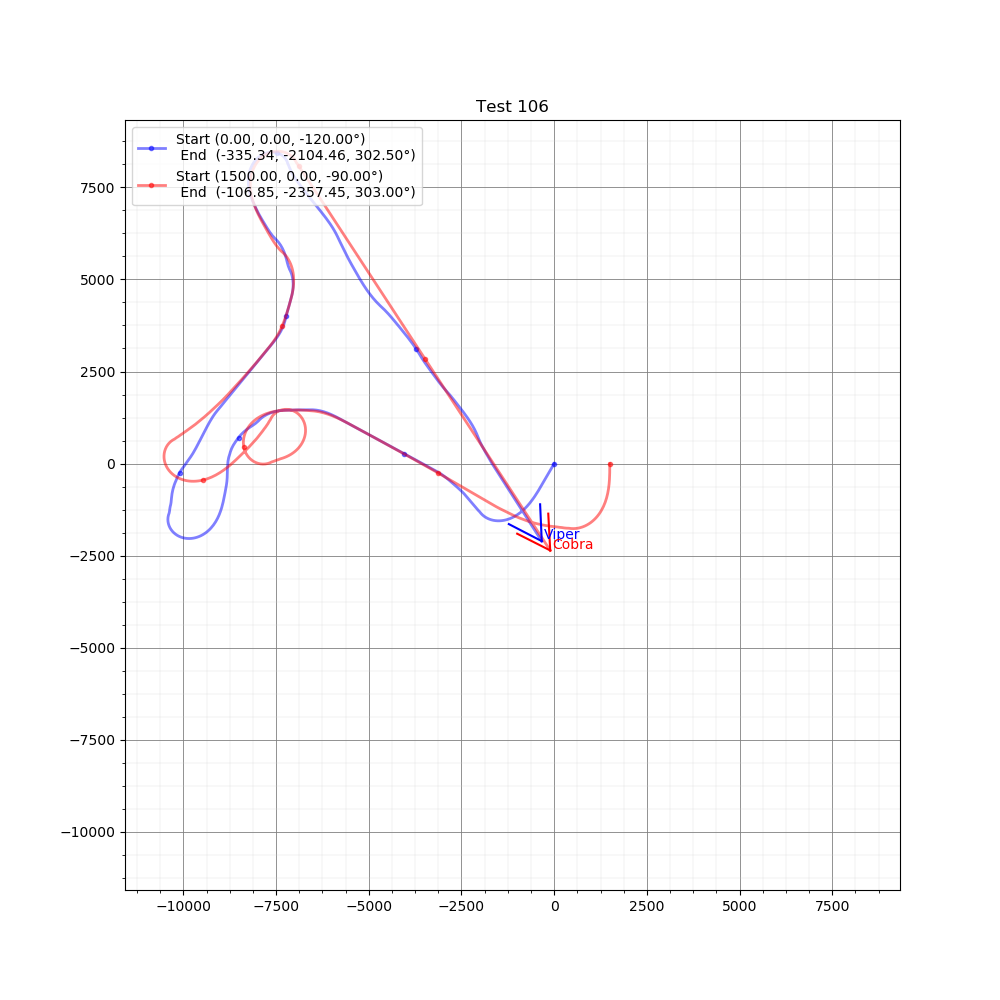 Test 106
Start (0.00, 0.00, -120.00°)
End  (-335.34, -2104.46, 302.50°)
Start (1500.00, 0.00, -90.00°)
End  (-106.85, -2357.45, 303.00°)
7500
5000
2500
0
−2500
−5000
−7500
−10000
Viper
Cobra
−10000 −7500 −5000 −2500 0 2500 5000 7500